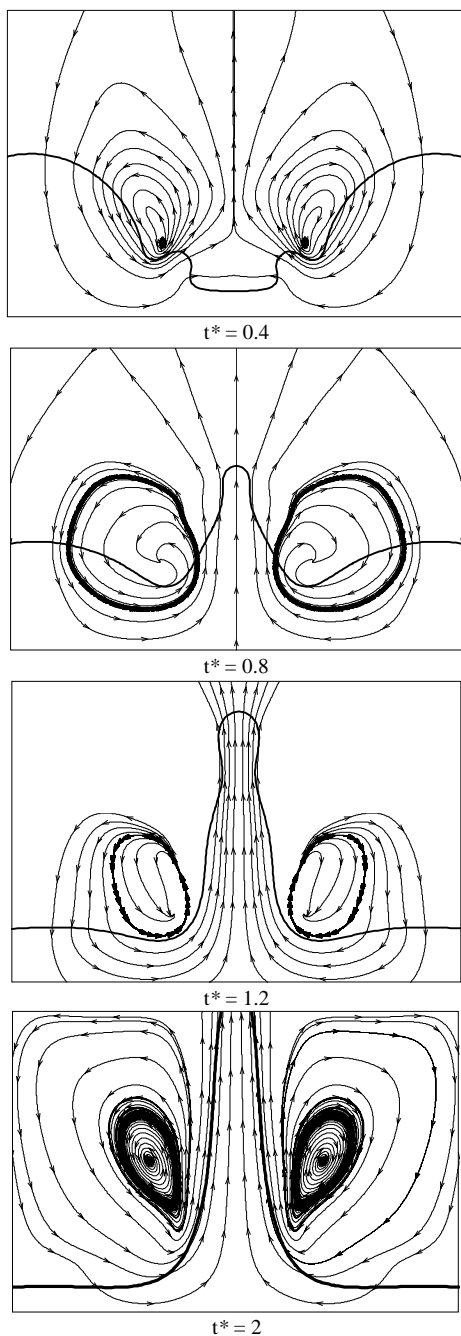 t* = 0.4
t* = 0.8
t* = 1.2
t* = 2